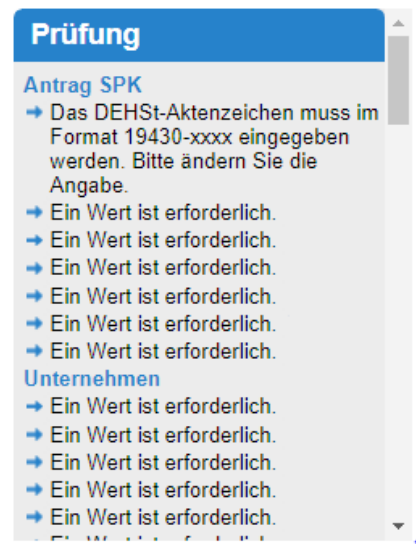 Prüfung
Antrag SPK
Das DEHSt-Aktenzeichen muss im
Format 19430-xxxx eingegeben
werden. Bitte ändern Sie die
Angabe.
Ein Wert ist erforderlich.
Ein Wert ist erforderlich.
Ein Wert ist erforderlich.
Ein Wert ist erforderlich.
Ein Wert ist erforderlich.
Ein Wert ist erforderlich.
Unternehmen
Ein Wert ist erforderlich.
Ein Wert ist erforderlich.
Ein Wert ist erforderlich.
Ein Wert ist erforderlich.
Ein Wert ist erforderlich.